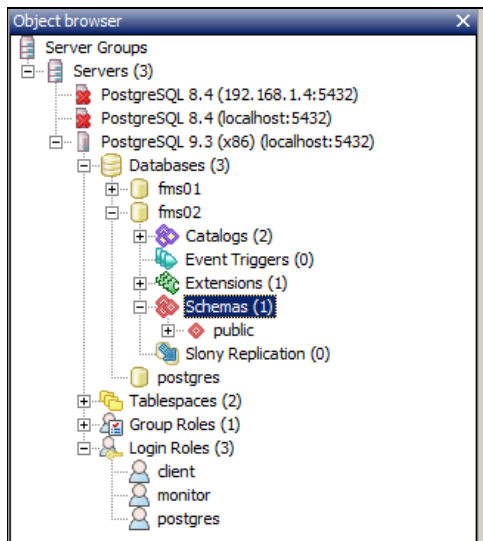 Object browser
Server Groups
Servers (3)
PostgreSQL 8.4 (192.168.1.4:5432)
PostgreSQL 8.4 (localhost:5432)
PostgreSQL 9.3 (x86) (localhost:5432)
Databases (3)
fms01
fms02
Catalogs (2)
Event Triggers (0)
Extensions (1)
Schemas (1)
public
Slony Replication (0)
postgres
Tablespaces (2)
Group Roles (1)
Login Roles (3)
client
monitor
postgres